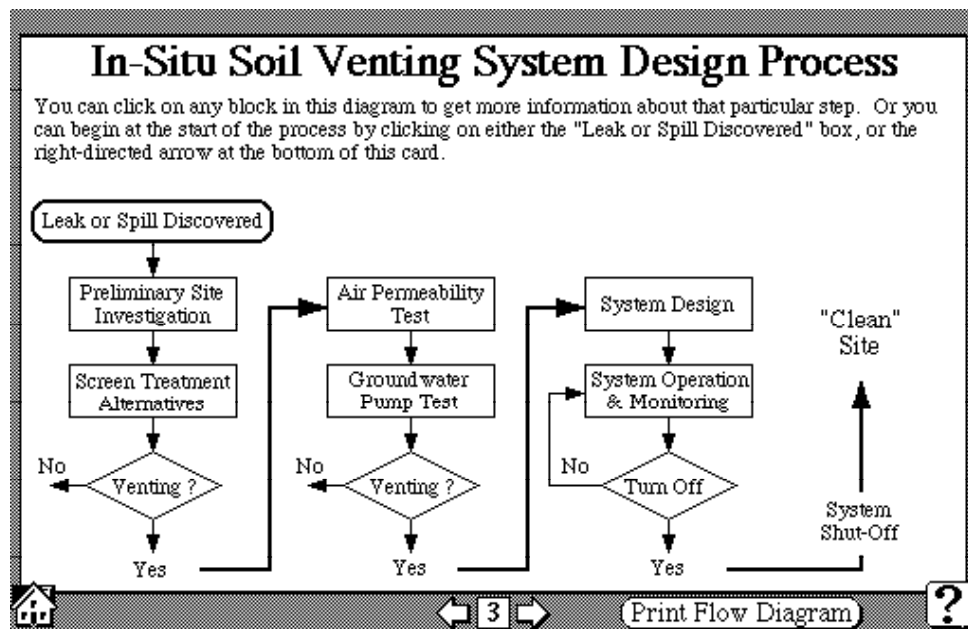 In-Situ Soil Venting System Design Process
You can click on any block in this diagram to get more information about that particular step.  Or you
can begin at the start of the process by clicking on either the "Leak or Spill Discovered" box, or the
right-directed arrow at the bottom of this card.
Leak or Spill Discovered
Preliminary Site
Investigation
Screen Treatment
Alternatives
No
Venting ?
Yes
Air Permeability
Test
Groundwater
Pump Test
No
Venting ?
Yes
System Design
System Operation
& Monitoring
No
Turn Off
Yes
"Clean"
Site
System
Shut-Off
3
Print Flow Diagram
?